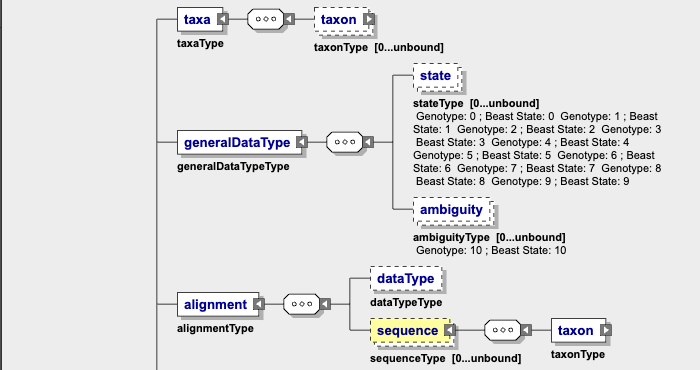 taxa
taxon
taxaType
taxonType [0...unbound]
state
stateType [0...unbound]
Genotype: 0 ; Beast State: 0 Genotype: 1 ; Beast
State: 1 Genotype: 2 ; Beast State: 2 Genotype: 3
Beast State: 3 Genotype: 4 ; Beast State: 4
Genotype: 5 ; Beast State: 5 Genotype: 6 ; Beast
State: 6 Genotype: 7 ; Beast State: 7 Genotype: 8
Beast State: 8 Genotype: 9 ; Beast State: 9
generalDataType
generalDataTypeType
ambiguity
ambiguityType [0...unbound]
Genotype: 10 ; Beast State: 10
alignment
alignmentType
dataType
dataTypeType
sequence
sequenceType [0...unbound]
taxon
taxonType